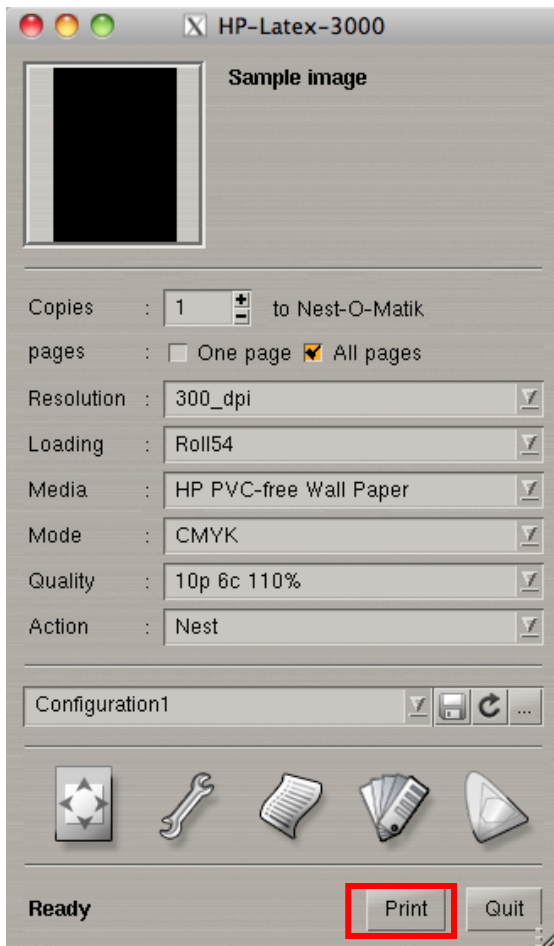 X HP-Latex-3000
Sample image
Copies : 1 + - to Nest-O-Matik
pages : One page All pages
Resolution : 300_dpi
Loading : Roll54
Media : HP PVC-free Wall Paper
Mode : CMYK
Quality : 10p 6c 110%
Action : Nest
Configuration1 ...
Ready Print Quit